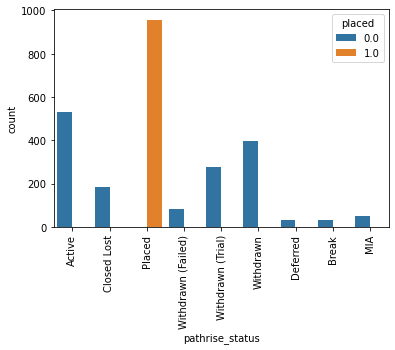 placed
0.0
1.0
1000
800
600
400
200
0
count
Active
Closed Lost
Placed
Withdrawn (Failed)
Withdrawn (Trial)
Withdrawn
Deferred
Break
MIA
pathrise_status